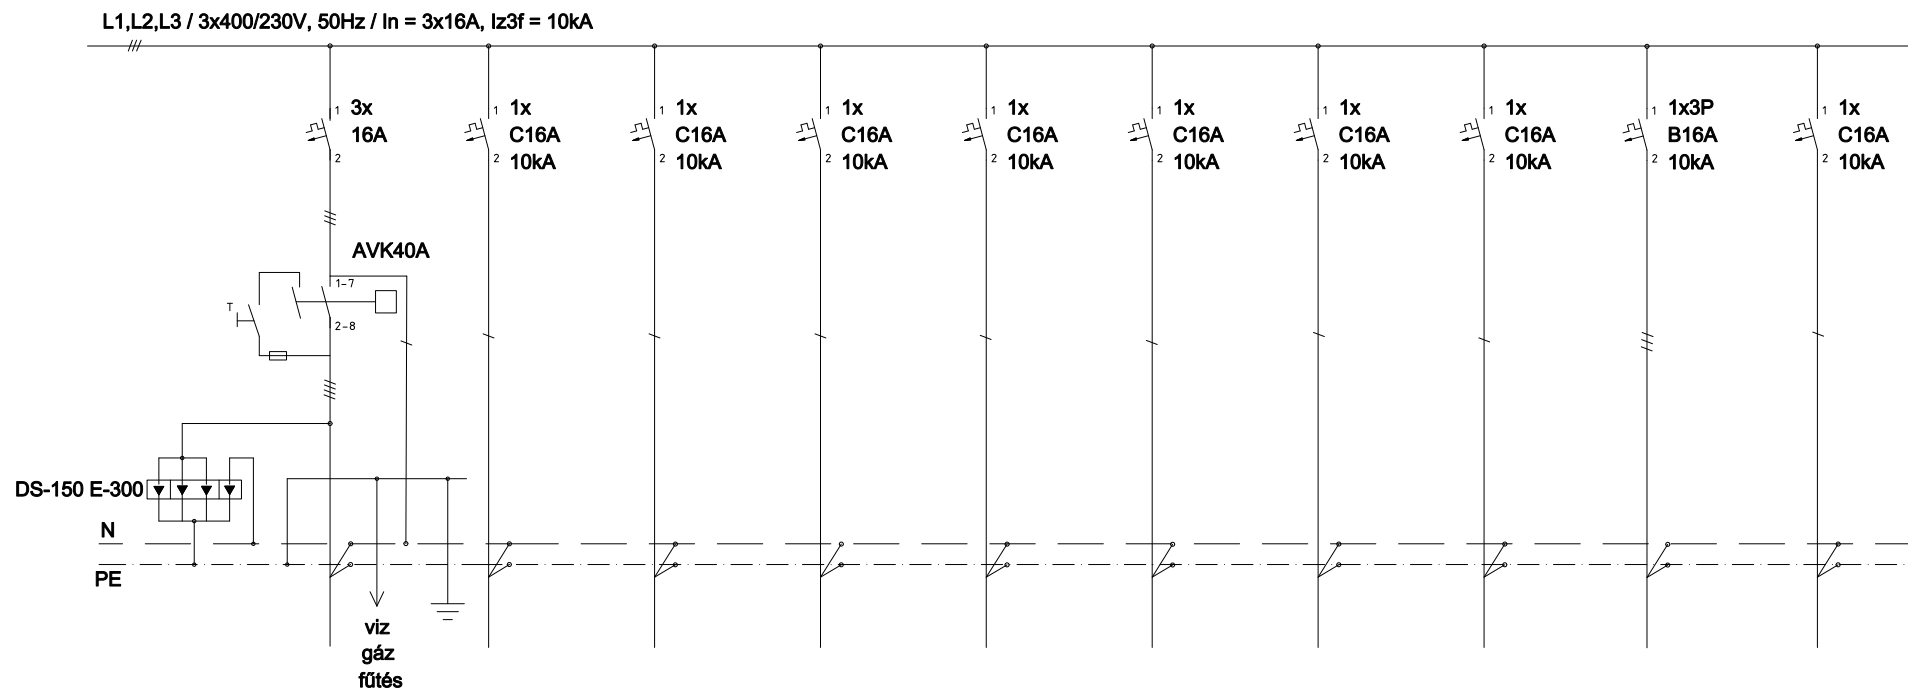 L1,L2,L3 / 3x400/230V, 50Hz / In = 3x16A, Iz3f = 10kA
1 3x
16A
2
1 1x
C16A
2 10kA
1 1x
C16A
2 10kA
1 1x
C16A
2 10kA
1 1x
C16A
2 10kA
1 1x
C16A
2 10kA
1 1x
C16A
2 10kA
1 1x
C16A
2 10kA
1 1x3P
B16A
2 10kA
1 1x
C16A
2 10kA
AVK40A
1-7
T
2-8
DS-150 E-300
N
PE
viz
gáz
fűtés